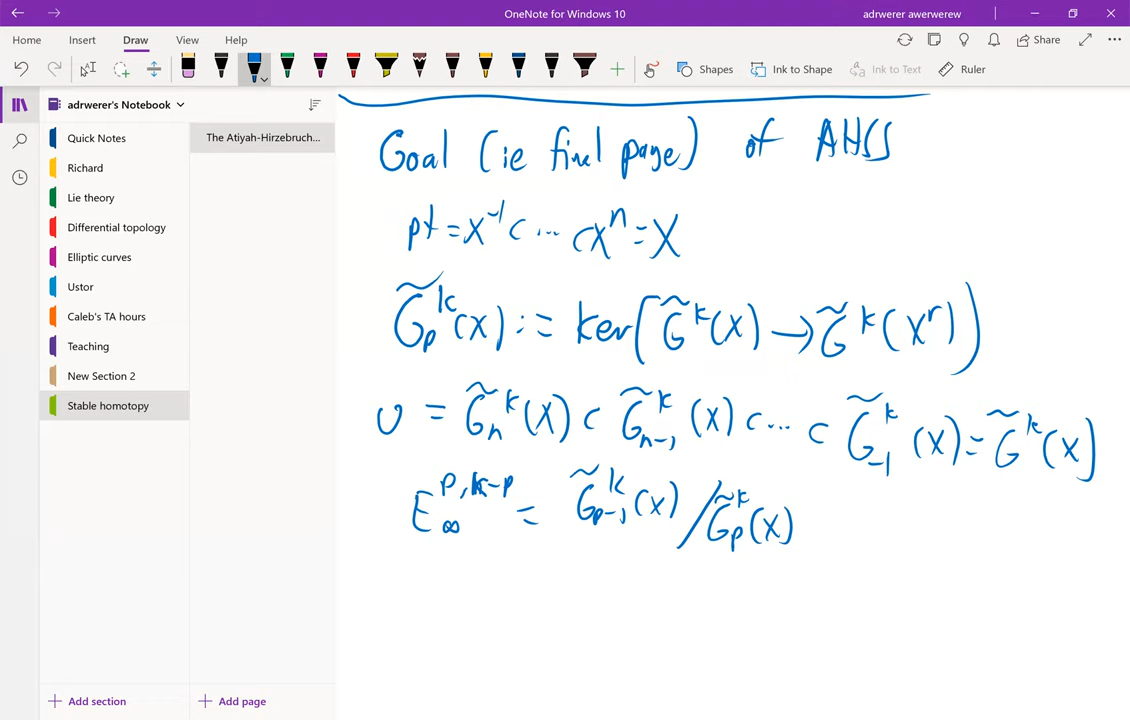 OneNote for Windows 10
adrwerer awerwerew
Home Insert Draw View Help
Share
Shapes
Ink to Shape
Ink to Text
Ruler
adrwerer's Notebook
Quick Notes
Richard
Lie theory
Differential topology
Elliptic curves
Ustor
Caleb's TA hours
Teaching
New Section 2
Stable homotopy
Add section
The Atiyah-Hirzebruch...
Add page
Goal (ie final page) of AHSS
pt = X^{-1} ⊂ ... ⊂ X^n = X
G̃_p^k(X) := ker(G̃^k(X) → G̃^k(X^p))
0 = G̃_n^k(X) ⊂ G̃_{n-1}^k(X) ⊂ ... ⊂ G̃_{-1}^k(X) = G̃^k(X)
E_∞^{p,k-p} = G̃_{p-1}^k(X) / G̃_p^k(X)